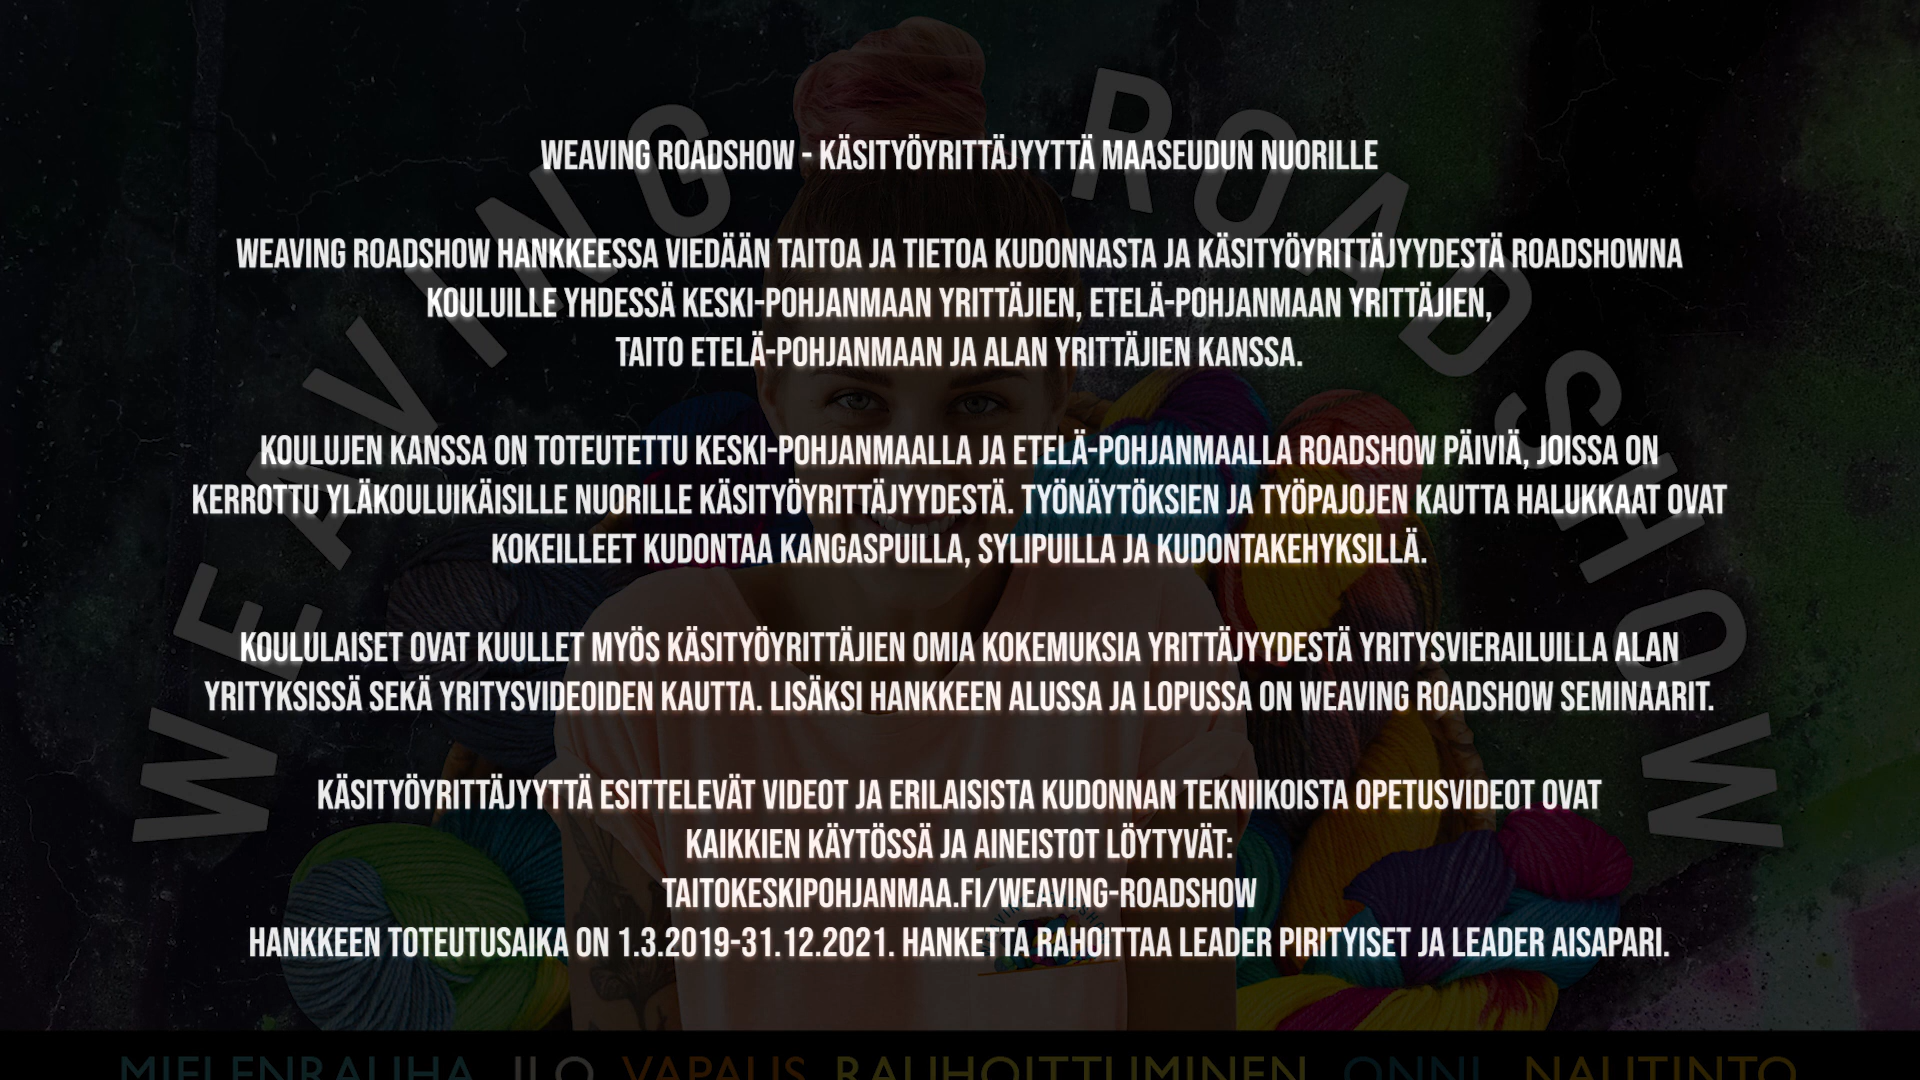 WEAVING ROADSHOW
WEAVING ROADSHOW - KÄSITYÖYRITTÄJYYTTÄ MAASEUDUN NUORILLE
WEAVING ROADSHOW HANKKEESSA VIEDÄÄN TAITOA JA TIETOA KUDONNASTA JA KÄSITYÖYRITTÄJYYDESTÄ ROADSHOWNA
KOULUILLE YHDESSÄ KESKI-POHJANMAAN YRITTÄJIEN, ETELÄ-POHJANMAAN YRITTÄJIEN,
TAITO ETELÄ-POHJANMAAN JA ALAN YRITTÄJIEN KANSSA.
KOULUJEN KANSSA ON TOTEUTETTU KESKI-POHJANMAALLA JA ETELÄ-POHJANMAALLA ROADSHOW PÄIVIÄ, JOISSA ON
KERROTTU YLÄKOULUIKÄISILLE NUORILLE KÄSITYÖYRITTÄJYYDESTÄ. TYÖNÄYTÖKSIEN JA TYÖPAJOJEN KAUTTA HALUKKAAT OVAT
KOKEILLEET KUDONTAA KANGASPUILLA, SYLIPUILLA JA KUDONTAKEHYKSILLÄ.
KOULULAISET OVAT KUULLET MYÖS KÄSITYÖYRITTÄJIEN OMIA KOKEMUKSIA YRITTÄJYYDESTÄ YRITYSVIERAILUILLA ALAN
YRITYKSISSÄ SEKÄ YRITYSVIDEOIDEN KAUTTA. LISÄKSI HANKKEEN ALUSSA JA LOPUSSA ON WEAVING ROADSHOW SEMINAARIT.
KÄSITYÖYRITTÄJYYTTÄ ESITTELEVÄT VIDEOT JA ERILAISISTA KUDONNAN TEKNIIKOISTA OPETUSVIDEOT OVAT
KAIKKIEN KÄYTÖSSÄ JA AINEISTOT LÖYTYVÄT:
TAITOKESKIPOHJANMAA.FI/WEAVING-ROADSHOW
HANKKEEN TOTEUTUSAIKA ON 1.3.2019-31.12.2021. HANKETTA RAHOITTAA LEADER PIRITYISET JA LEADER AISAPARI.
MIELENRAUHA ILO VAPAUS RAUHOITTUMINEN ONNI NAUTINTO